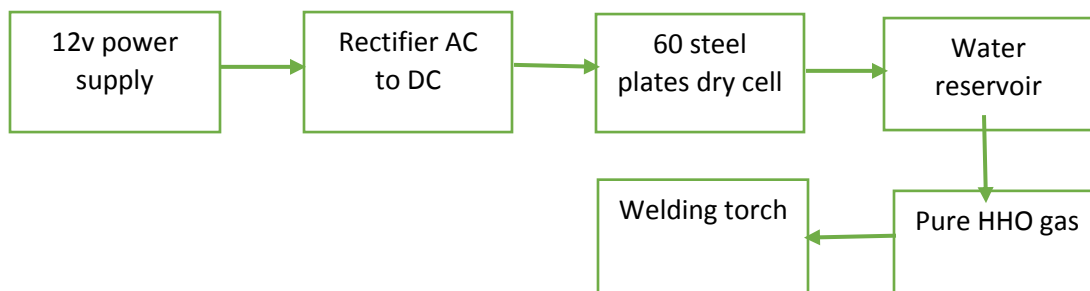 12v power
supply
Rectifier AC
to DC
60 steel
plates dry cell
Water
reservoir
Welding torch
Pure HHO gas